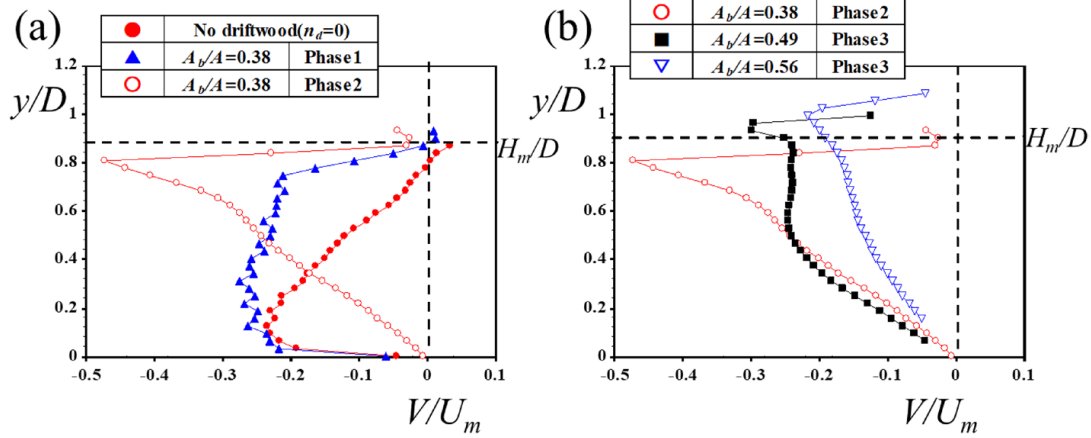 (a)
No driftwood(n_d=0)
A_b/A=0.38 Phase1
A_b/A=0.38 Phase2
y/D
1.2
1
0.8
0.6
0.4
0.2
0
H_m/D
-0.5 -0.4 -0.3 -0.2 -0.1 0 0.1
V/U_m
(b)
A_b/A=0.38 Phase2
A_b/A=0.49 Phase3
A_b/A=0.56 Phase3
y/D
1.2
1
0.8
0.6
0.4
0.2
0
H_m/D
-0.5 -0.4 -0.3 -0.2 -0.1 0 0.1
V/U_m